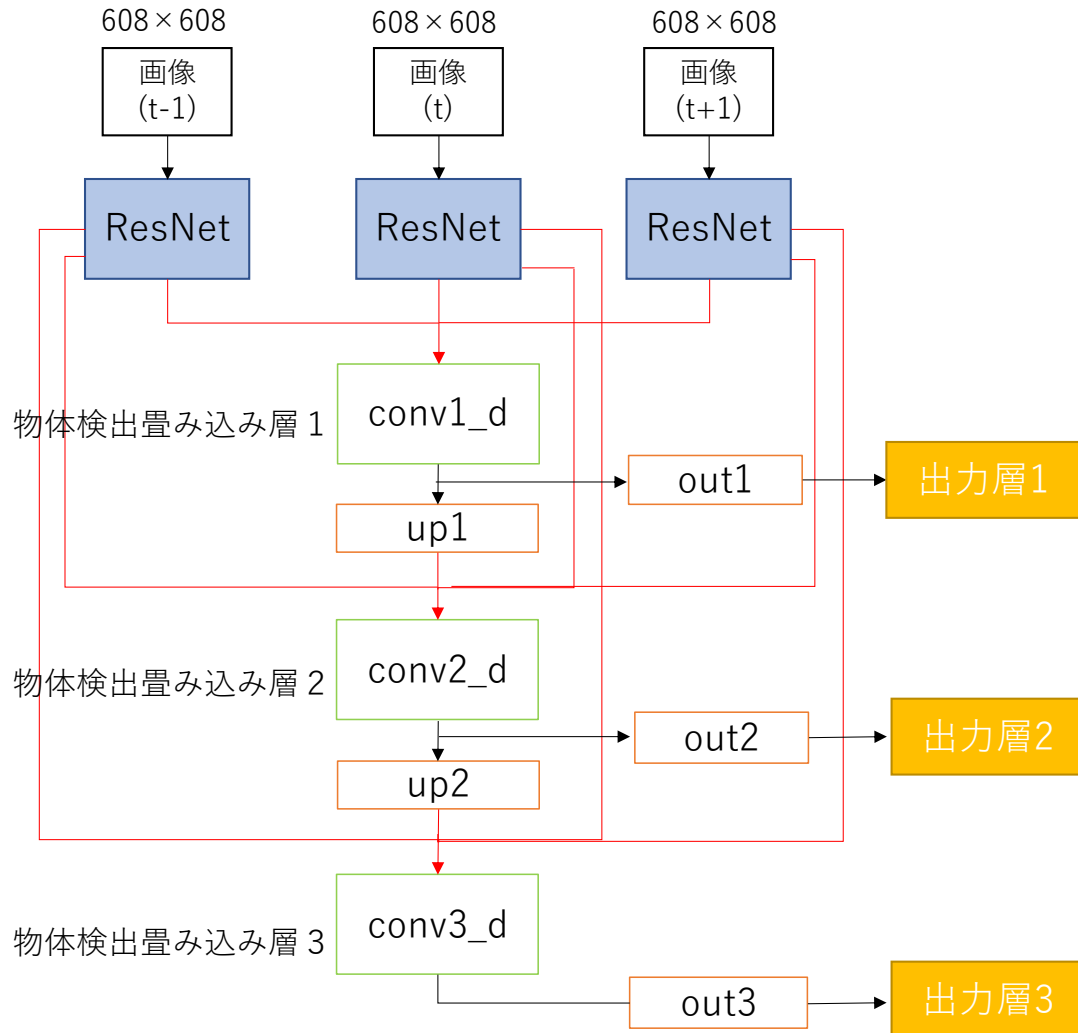 608×608
608×608
608×608
画像
(t-1)
画像
(t)
画像
(t+1)
ResNet
ResNet
ResNet
物体検出畳み込み層1
conv1_d
out1
出力層1
up1
物体検出畳み込み層2
conv2_d
out2
出力層2
up2
物体検出畳み込み層3
conv3_d
out3
出力層3